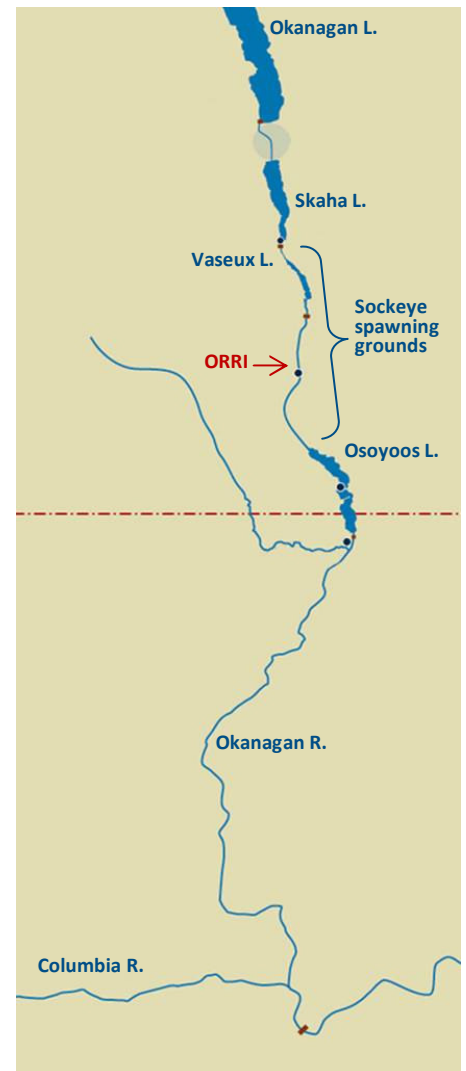 Okanagan L.
Skaha L.
Vaseux L.
Sockeye
spawning
grounds
ORRI
Osoyoos L.
Okanagan R.
Columbia R.